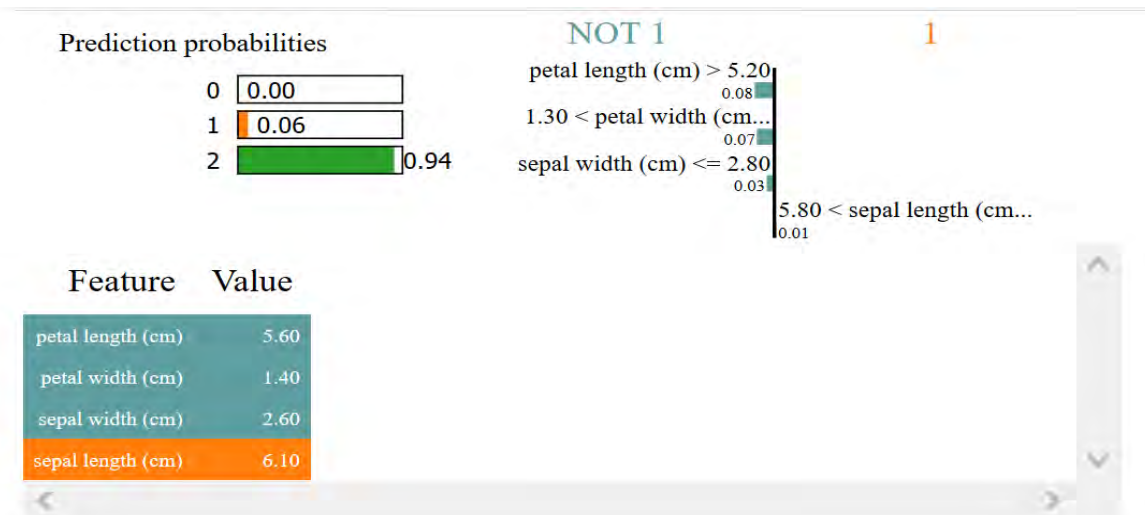 Prediction probabilities
0 0.00
1 0.06
2 0.94
NOT 1 1
petal length (cm) > 5.20
0.08
1.30 < petal width (cm...
0.07
sepal width (cm) <= 2.80
0.03
5.80 < sepal length (cm...
0.01
Feature Value
petal length (cm) 5.60
petal width (cm) 1.40
sepal width (cm) 2.60
sepal length (cm) 6.10